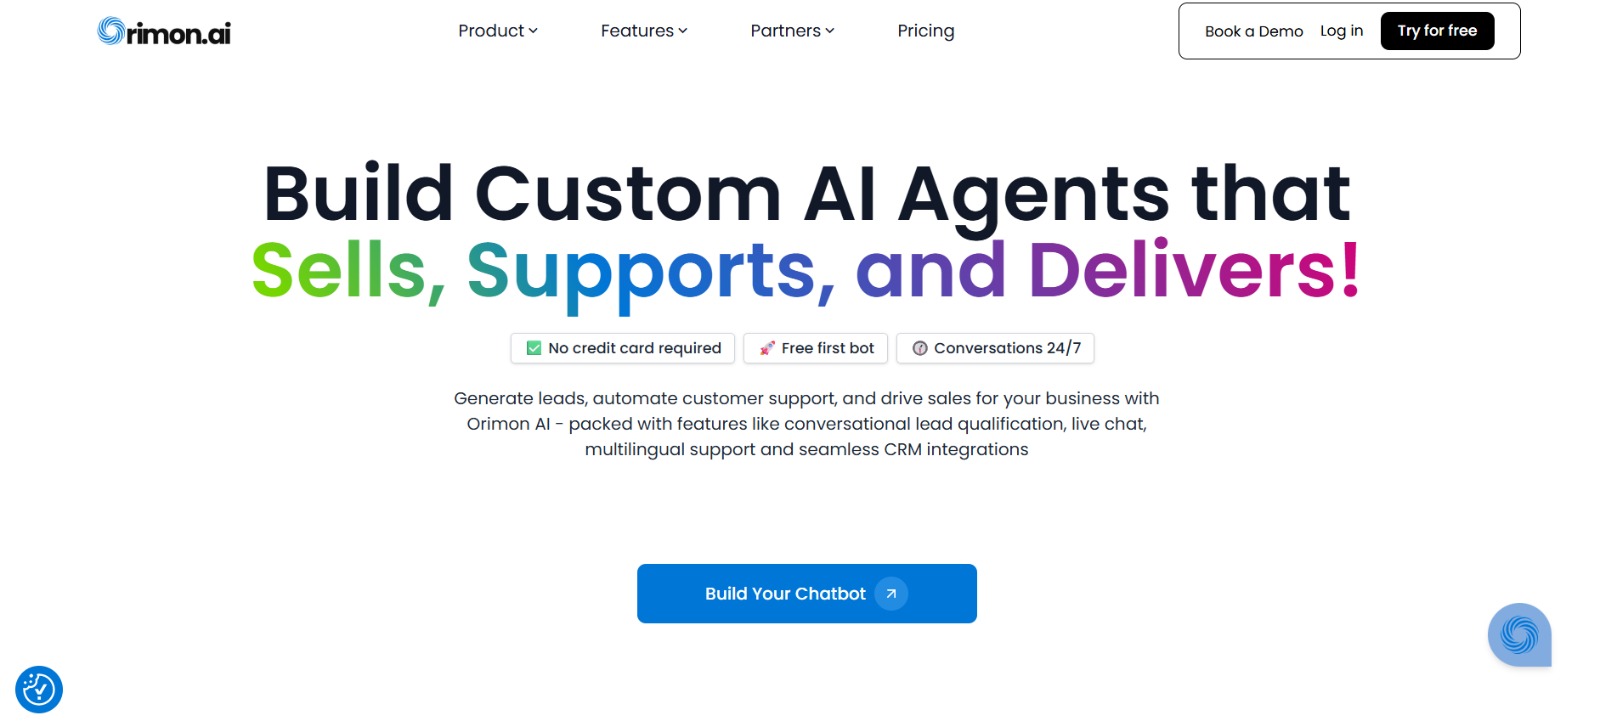 Orimon.ai
Product
Features
Partners
Pricing
Book a Demo
Log in
Try for free
Build Custom AI Agents that
Sells, Supports, and Delivers!
✅ No credit card required
🚀 Free first bot
🕐 Conversations 24/7
Generate leads, automate customer support, and drive sales for your business with
Orimon AI - packed with features like conversational lead qualification, live chat,
multilingual support and seamless CRM integrations
Build Your Chatbot